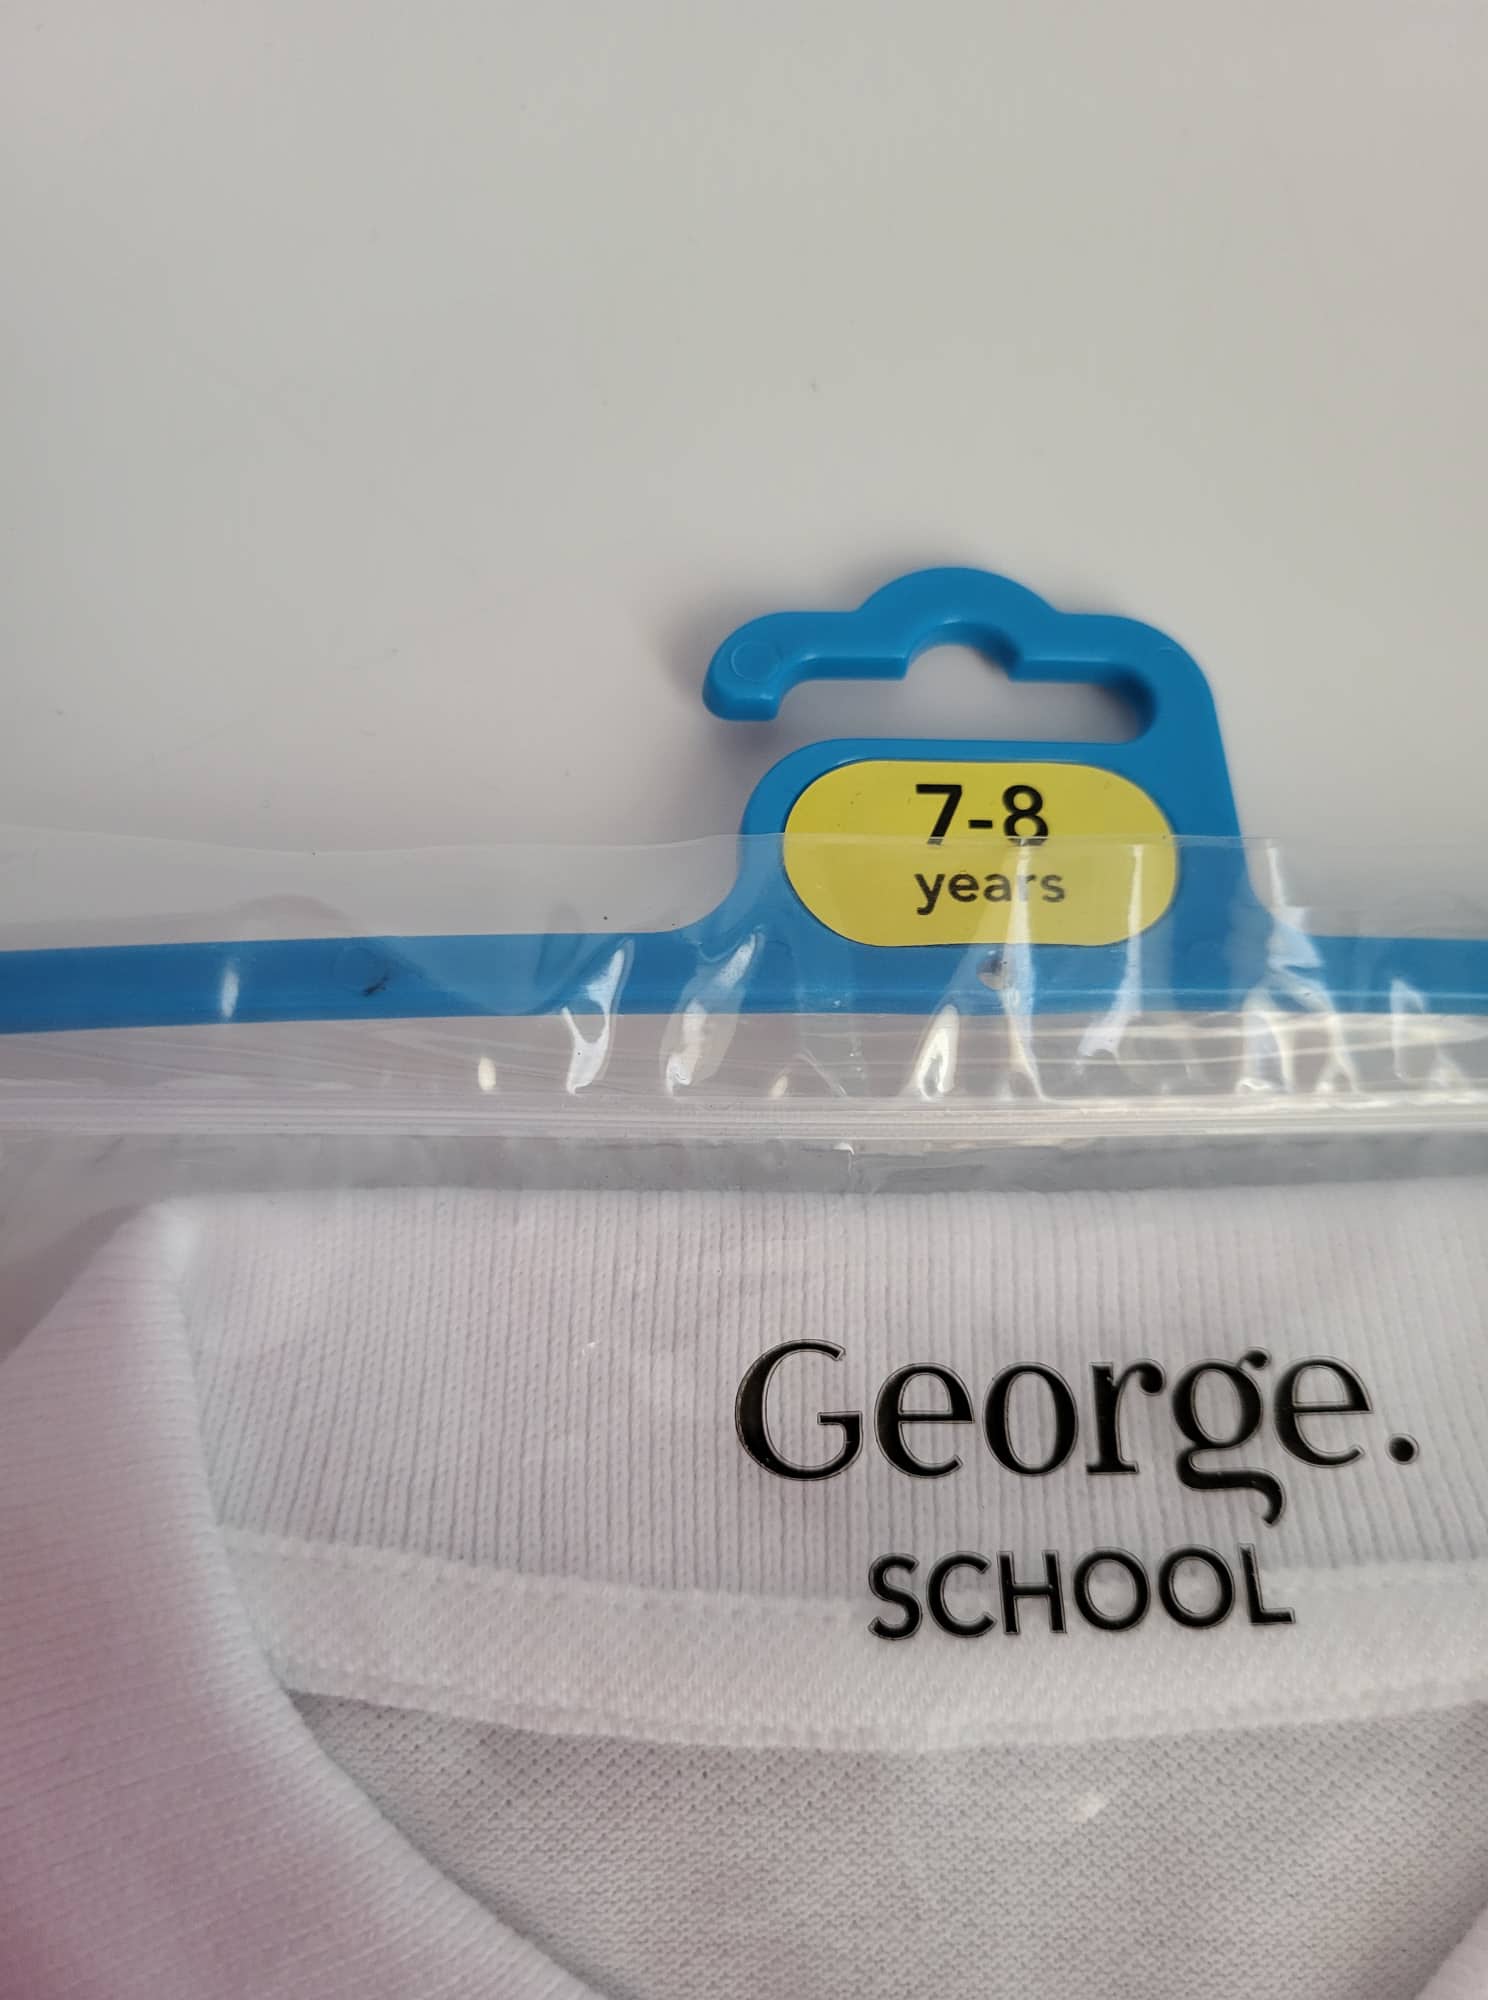 7-8
years
George.
SCHOOL